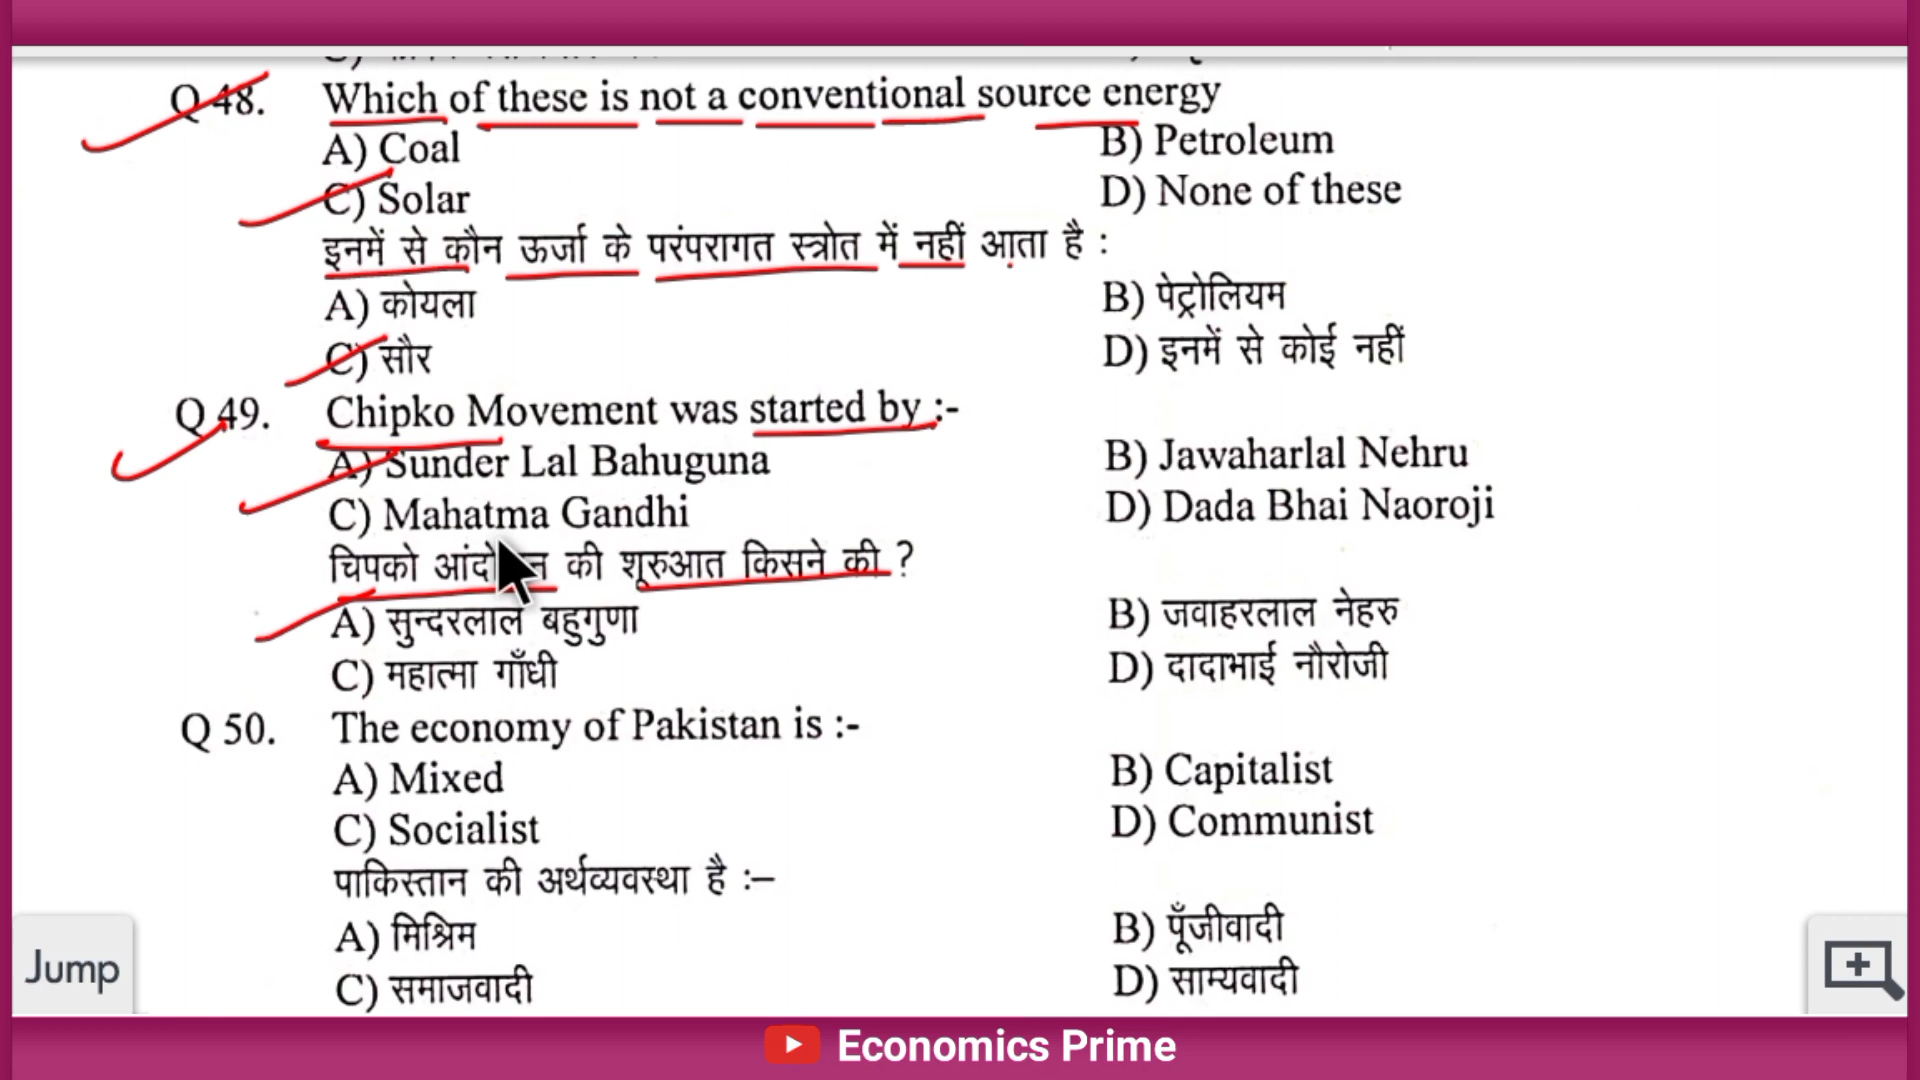 Q 48. Which of these is not a conventional source energy
A) Coal B) Petroleum
C) Solar D) None of these
इनमें से कौन ऊर्जा के परंपरागत स्त्रोत में नहीं आता है :
A) कोयला B) पेट्रोलियम
C) सौर D) इनमें से कोई नहीं
Q 49. Chipko Movement was started by :-
A) Sunder Lal Bahuguna B) Jawaharlal Nehru
C) Mahatma Gandhi D) Dada Bhai Naoroji
चिपको की शूरुआत किसने की ?
A) सुन्दरलाल बहुगुणा B) जवाहरलाल नेहरु
C) महात्मा गाँधी D) दादाभाई नौरोजी
Q 50. The economy of Pakistan is :-
A) Mixed B) Capitalist
C) Socialist D) Communist
पाकिस्तान की अर्थव्यवस्था है :–
A) मिश्रिम B) पूँजीवादी
C) समाजवादी D) साम्यवादी
Jump
Economics Prime